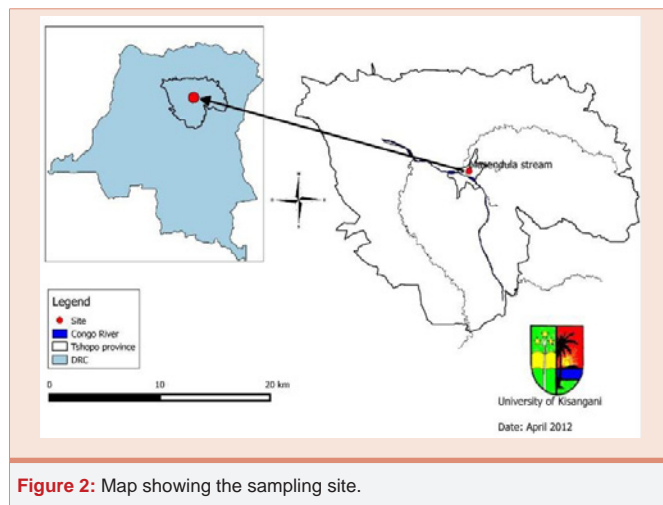 Masendula stream
Legend
Site
Congo River
Tshopo province
DRC
0 10 20 km
University of Kisangani
Date: April 2012
Figure 2: Map showing the sampling site.